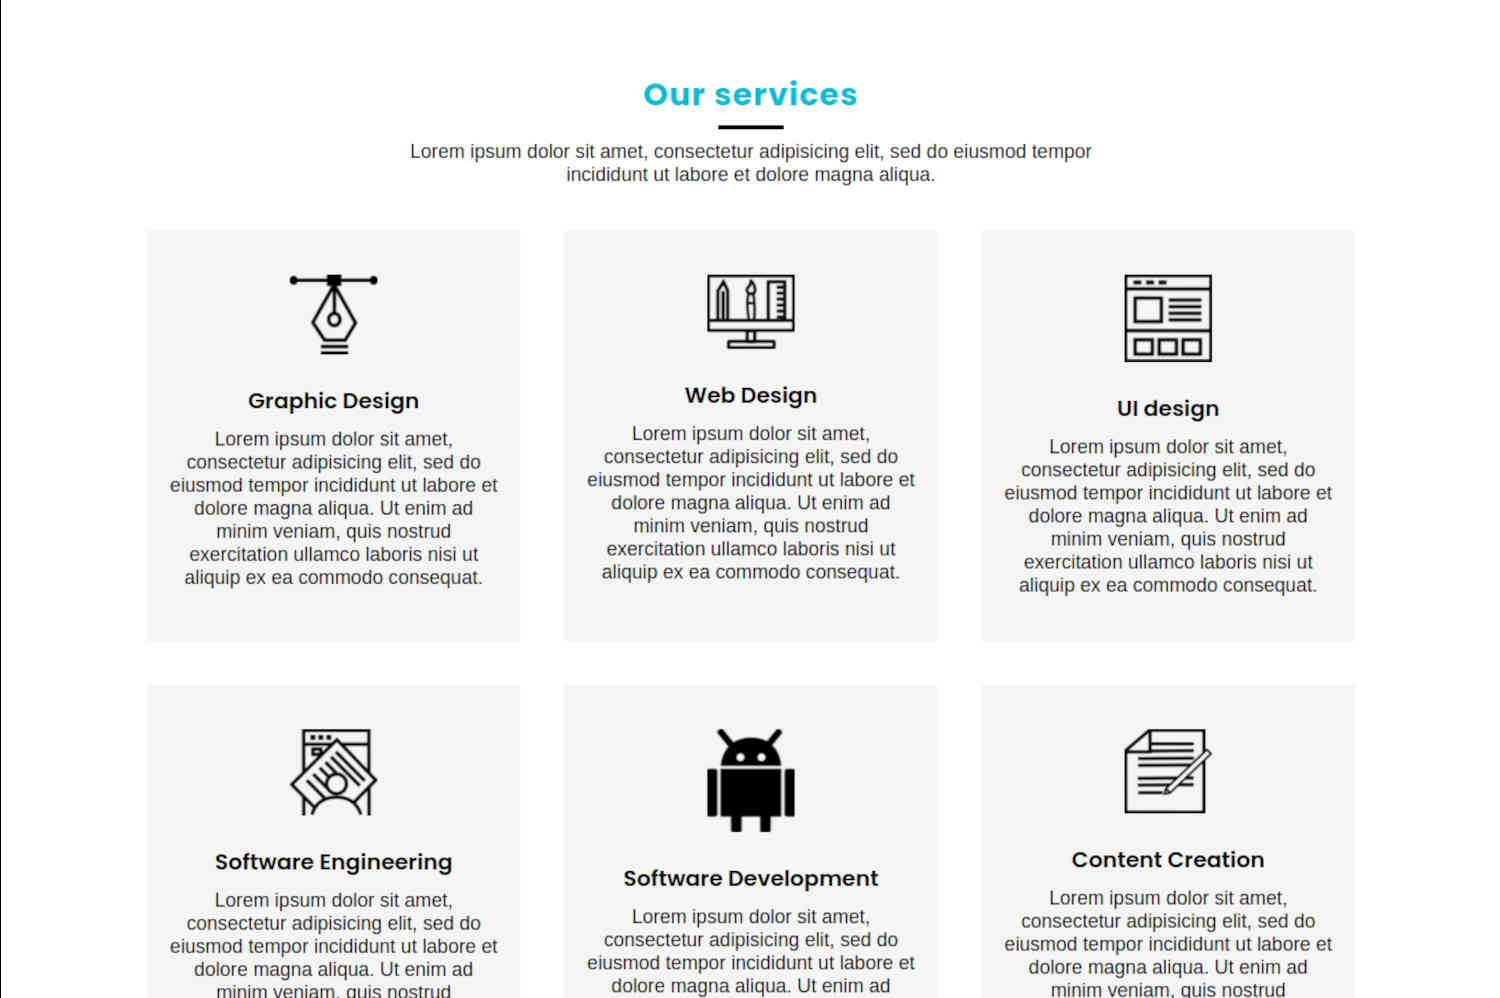 Our services
Lorem ipsum dolor sit amet, consectetur adipisicing elit, sed do eiusmod tempor
incididunt ut labore et dolore magna aliqua.
Graphic Design
Lorem ipsum dolor sit amet,
consectetur adipisicing elit, sed do
eiusmod tempor incididunt ut labore et
dolore magna aliqua. Ut enim ad
minim veniam, quis nostrud
exercitation ullamco laboris nisi ut
aliquip ex ea commodo consequat.
Web Design
Lorem ipsum dolor sit amet,
consectetur adipisicing elit, sed do
eiusmod tempor incididunt ut labore et
dolore magna aliqua. Ut enim ad
minim veniam, quis nostrud
exercitation ullamco laboris nisi ut
aliquip ex ea commodo consequat.
UI design
Lorem ipsum dolor sit amet,
consectetur adipisicing elit, sed do
eiusmod tempor incididunt ut labore et
dolore magna aliqua. Ut enim ad
minim veniam, quis nostrud
exercitation ullamco laboris nisi ut
aliquip ex ea commodo consequat.
Software Engineering
Lorem ipsum dolor sit amet,
consectetur adipisicing elit, sed do
eiusmod tempor incididunt ut labore et
dolore magna aliqua. Ut enim ad
minim veniam, quis nostrud
Software Development
Lorem ipsum dolor sit amet,
consectetur adipisicing elit, sed do
eiusmod tempor incididunt ut labore et
dolore magna aliqua. Ut enim ad
Content Creation
Lorem ipsum dolor sit amet,
consectetur adipisicing elit, sed do
eiusmod tempor incididunt ut labore et
dolore magna aliqua. Ut enim ad
minim veniam, quis nostrud